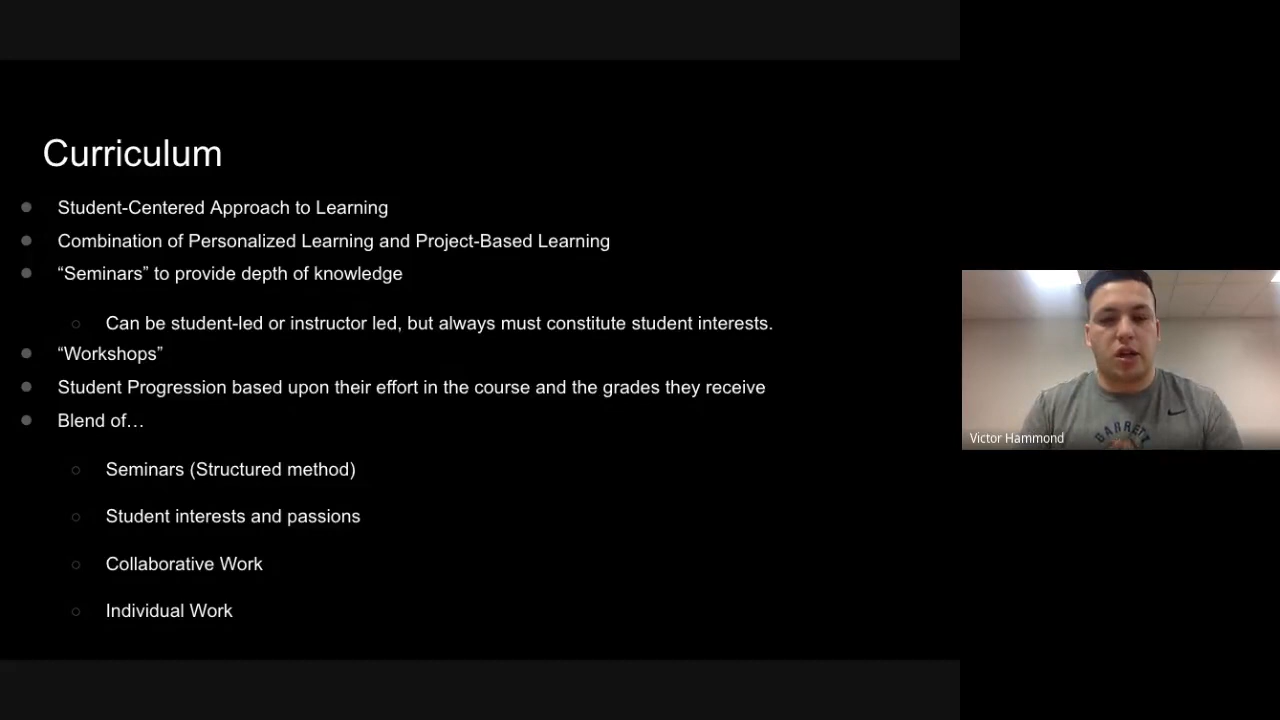 Curriculum
Student-Centered Approach to Learning
Combination of Personalized Learning and Project-Based Learning
“Seminars” to provide depth of knowledge
Can be student-led or instructor led, but always must constitute student interests.
“Workshops”
Student Progression based upon their effort in the course and the grades they receive
Blend of…
Seminars (Structured method)
Student interests and passions
Collaborative Work
Individual Work
Victor Hammond
GARRETT